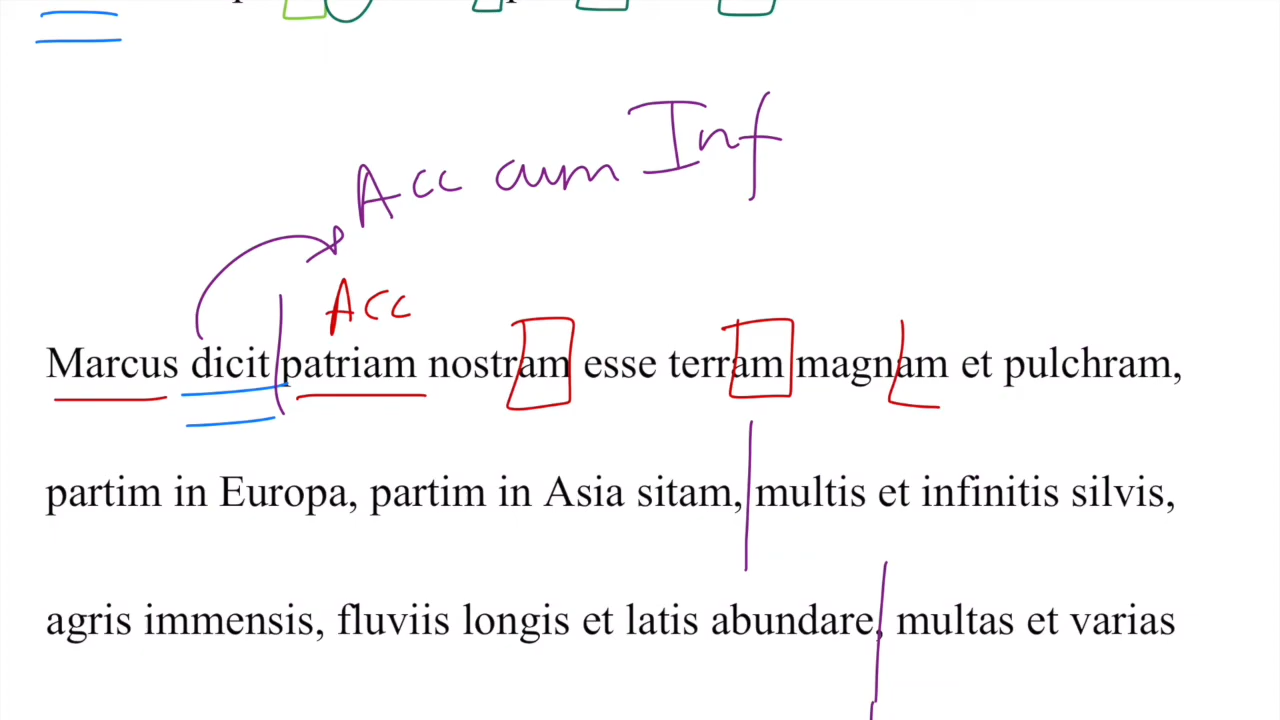 Acc cum Inf
Acc
Marcus dicit patriam nostram esse terram magnam et pulchram,
partim in Europa, partim in Asia sitam, multis et infinitis silvis,
agris immensis, fluviis longis et latis abundare, multas et varias